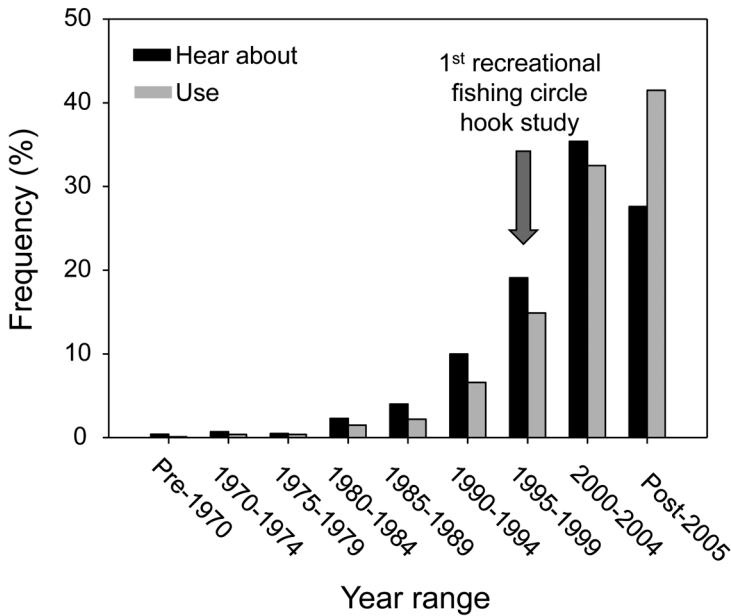 50
40
30
20
10
0
Frequency (%)
Hear about
Use
1st recreational
fishing circle
hook study
Pre-1970
1970-1974
1975-1979
1980-1984
1985-1989
1990-1994
1995-1999
2000-2004
Post-2005
Year range